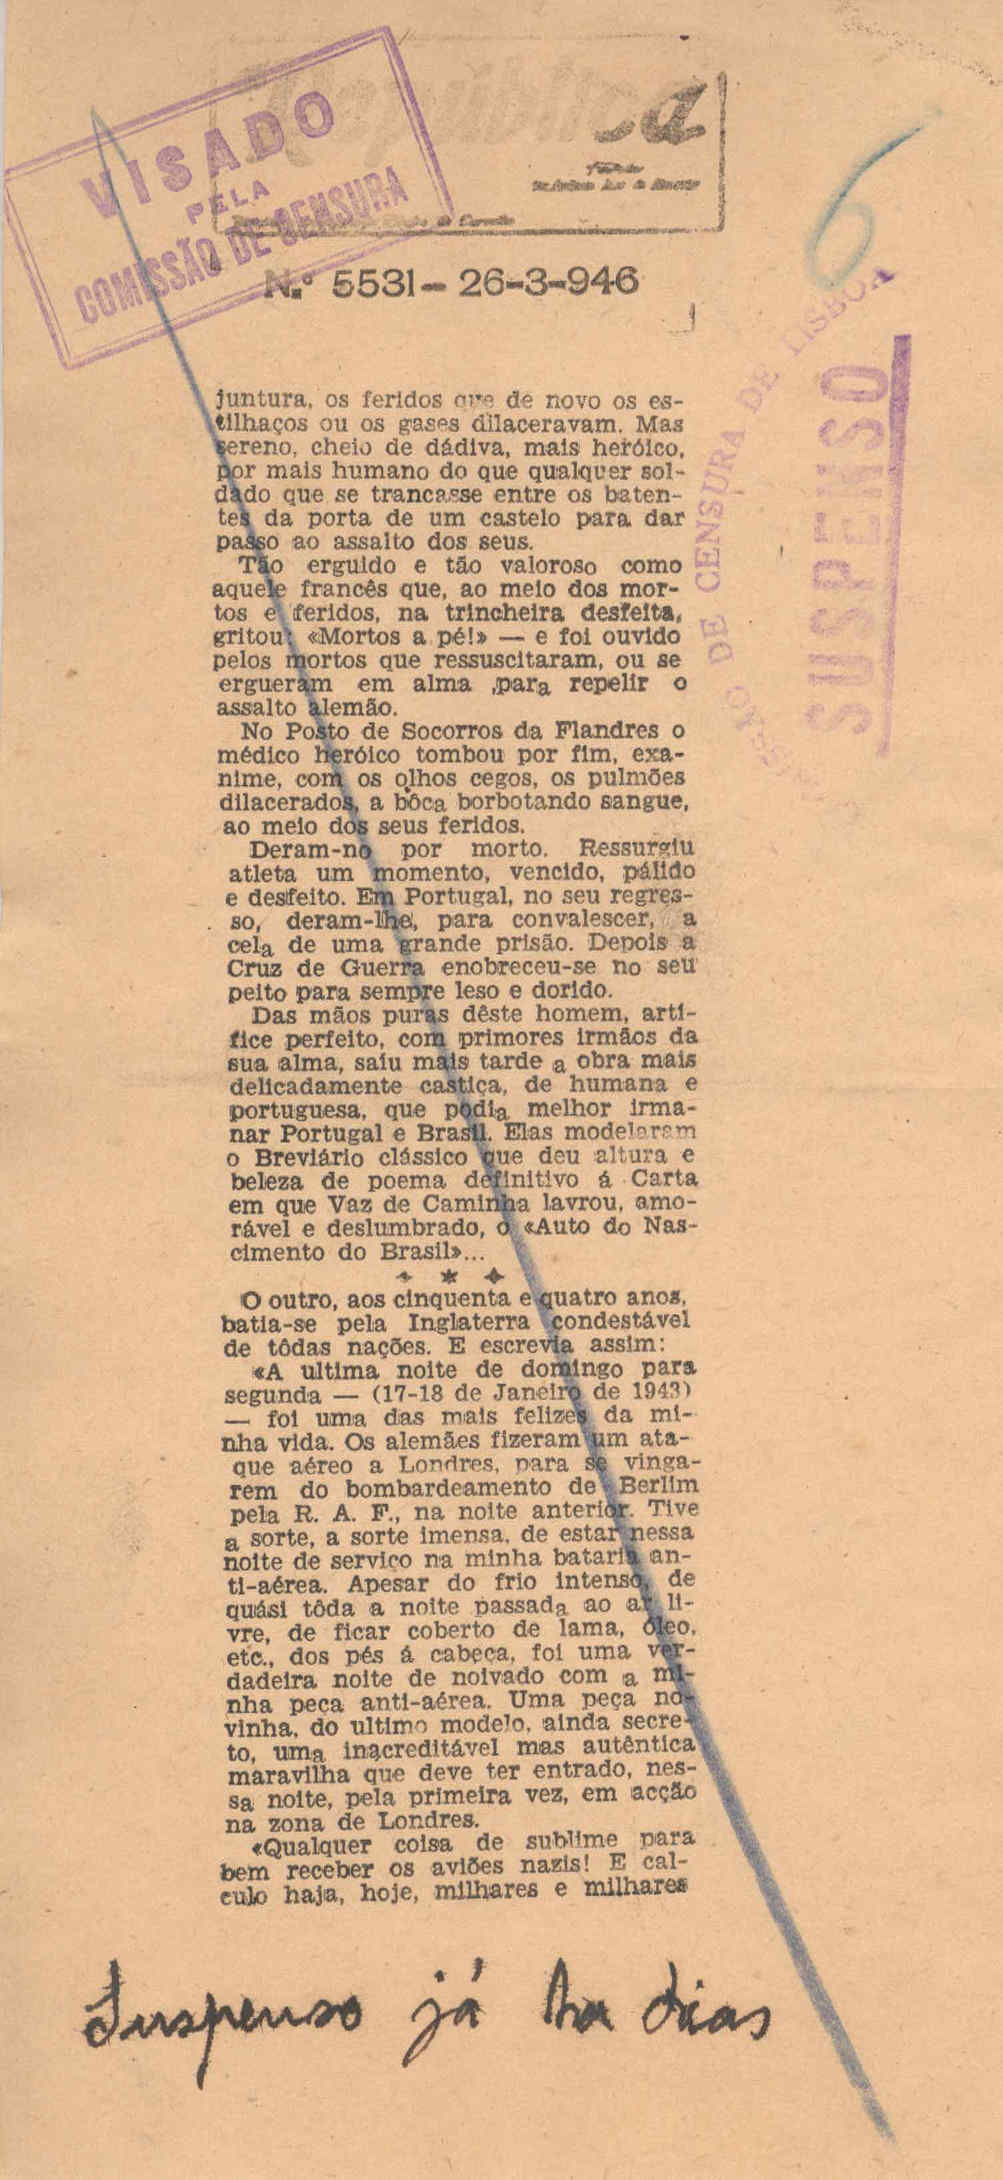 VISADO
PELA
COMISSÃO DE CENSURA
República
6
N.º 5531 — 26-3-946
DE CENSURA DE LISBOA
SUSPENSO
juntura, os feridos que de novo os es-
tilhaços ou os gases dilaceravam. Mas
sereno, cheio de dádiva, mais heróico,
por mais humano do que qualquer sol-
dado que se trancasse entre os baten-
tes da porta de um castelo para dar
passo ao assalto dos seus.
Tão erguido e tão valoroso como
aquele francês que, ao meio dos mor-
tos e feridos, na trincheira desfeita,
gritou: «Mortos a pé!» — e foi ouvido
pelos mortos que ressuscitaram, ou se
ergueram em alma ,para repelir o
assalto alemão.
No Posto de Socorros da Flandres o
médico heróico tombou por fim, exa-
nime, com os olhos cegos, os pulmões
dilacerados, a bôca borbotando sangue,
ao meio dos seus feridos.
Deram-no por morto. Ressurgiu
atleta um momento, vencido, pálido
e desfeito. Em Portugal, no seu regres-
so, deram-lhe, para convalescer, a
cela de uma grande prisão. Depois a
Cruz de Guerra enobreceu-se no seu
peito para sempre leso e dorido.
Das mãos puras dêste homem, artí-
fice perfeito, com primores irmãos da
sua alma, saiu mais tarde a obra mais
delicadamente castiça, de humana e
portuguesa, que podia melhor irma-
nar Portugal e Brasil. Elas modelaram
o Breviário clássico que deu altura e
beleza de poema definitivo á Carta
em que Vaz de Caminha lavrou, amo-
rável e deslumbrado, o «Auto do Nas-
cimento do Brasil»...
* * *
O outro, aos cinquenta e quatro anos,
batia-se pela Inglaterra condestável
de tôdas nações. E escrevia assim:
«A ultima noite de domingo para
segunda — (17-18 de Janeiro de 1943)
— foi uma das mais felizes da mi-
nha vida. Os alemães fizeram um ata-
que aéreo a Londres, para se vinga-
rem do bombardeamento de Berlim
pela R. A. F., na noite anterior. Tive
a sorte, a sorte imensa, de estar nessa
noite de serviço na minha bataria an-
ti-aérea. Apesar do frio intenso, de
quási tôda a noite passada ao ar li-
vre, de ficar coberto de lama, óleo,
etc., dos pés á cabeça, foi uma ver-
dadeira noite de noivado com a mi-
nha peça anti-aérea. Uma peça no-
vinha, do ultimo modelo, ainda secre-
to, uma inacreditável mas autêntica
maravilha que deve ter entrado, nes-
sa noite, pela primeira vez, em acção
na zona de Londres.
«Qualquer coisa de sublime para
bem receber os aviões nazis! E cal-
culo haja, hoje, milhares e milhares
Suspenso já ha dias